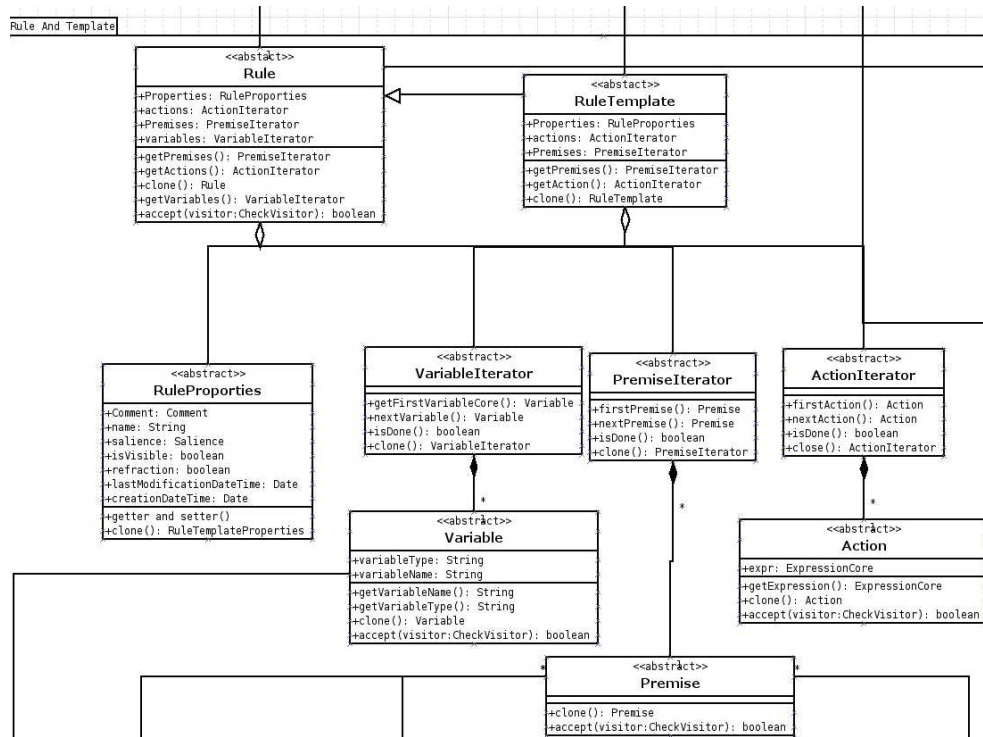 Rule And Template
<<abstact>>
Rule
+Properties: RuleProperties
+actions: ActionIterator
+Premises: PremiseIterator
+variables: VariableIterator
+getPremises(): PremiseIterator
+getActions(): ActionIterator
+clone(): Rule
+getVariables(): VariableIterator
+accept(visitor:CheckVisitor): boolean
<<abstact>>
RuleTemplate
+Properties: RuleProporties
+actions: ActionIterator
+Premises: PremiseIterator
+getPremises(): PremiseIterator
+getAction(): ActionIterator
+clone(): RuleTemplate
<<abstract>>
RuleProporties
+Comment: Comment
+name: String
+salience: Salience
+isVisible: boolean
+refraction: boolean
+lastModificationDateTime: Date
+creationDateTime: Date
+getter and setter()
+clone(): RuleTemplateProperties
<<abstract>>
VariableIterator
+getFirstVariableCore(): Variable
+nextVariable(): Variable
+isDone(): boolean
+clone(): VariableIterator
<<abstract>>
PremiseIterator
+firstPremise(): Premise
+nextPremise(): Premise
+isDone(): boolean
+clone(): PremiseIterator
<<abstract>>
ActionIterator
+firstAction(): Action
+nextAction(): Action
+isDone(): boolean
+close(): ActionIterator
*
*
*
<<abstract>>
Variable
+variableType: String
+variableName: String
+getVariableName(): String
+getVariableType(): String
+clone(): Variable
+accept(visitor:CheckVisitor): boolean
<<abstract>>
Action
+expr: ExpressionCore
+getExpression(): ExpressionCore
+clone(): Action
+accept(visitor:CheckVisitor): boolean
*
<<abstract>>
*
Premise
+clone(): Premise
+accept(visitor:CheckVisitor): boolean